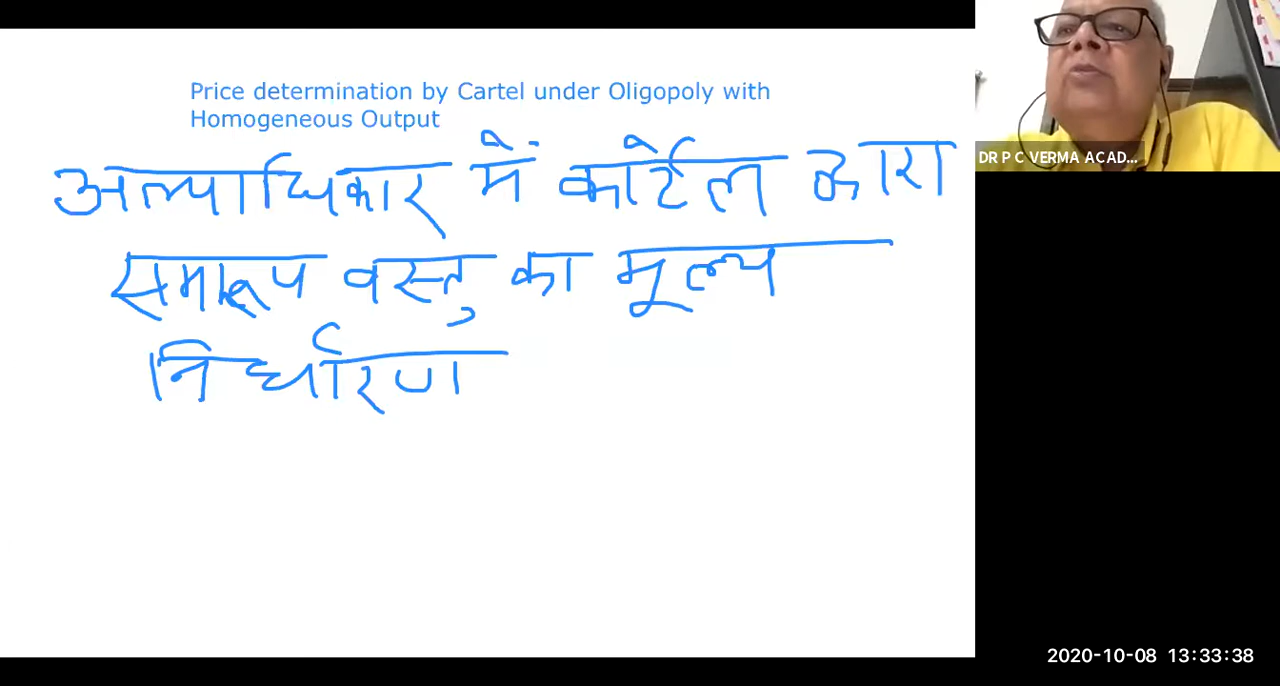 Price determination by Cartel under Oligopoly with
Homogeneous Output
अल्पाधिकार में कार्टेल द्वारा
समरूप वस्तु का मूल्य
निर्धारण
DR P C VERMA ACAD...
2020-10-08 13:33:38